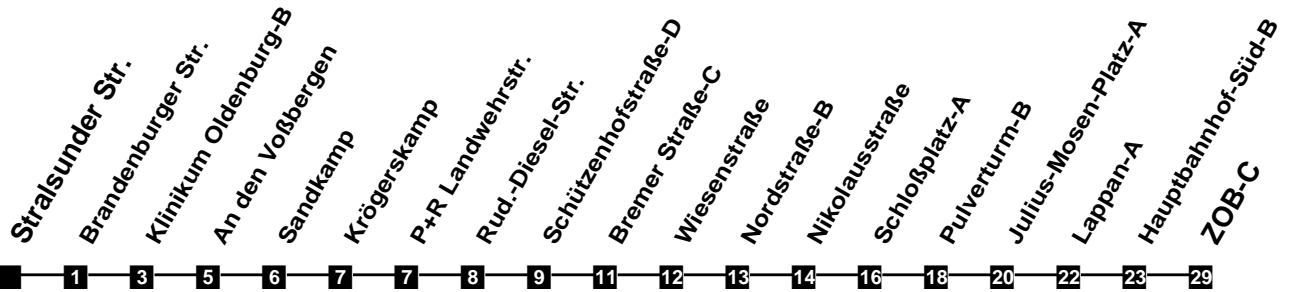 Stralsunder Str.
Brandenburger Str.
Klinikum Oldenburg-B
An den Voßbergen
Sandkamp
Krögerskamp
P+R Landwehrstr.
Rud.-Diesel-Str.
Schützenhofstraße-D
Bremer Straße-C
Wiesenstraße
Nordstraße-B
Nikolausstraße
Schloßplatz-A
Pulverturm-B
Julius-Mosen-Platz-A
Lappan-A
Hauptbahnhof-Süd-B
ZOB-C
1 3 5 6 7 7 8 9 11 12 13 14 16 18 20 22 23 29